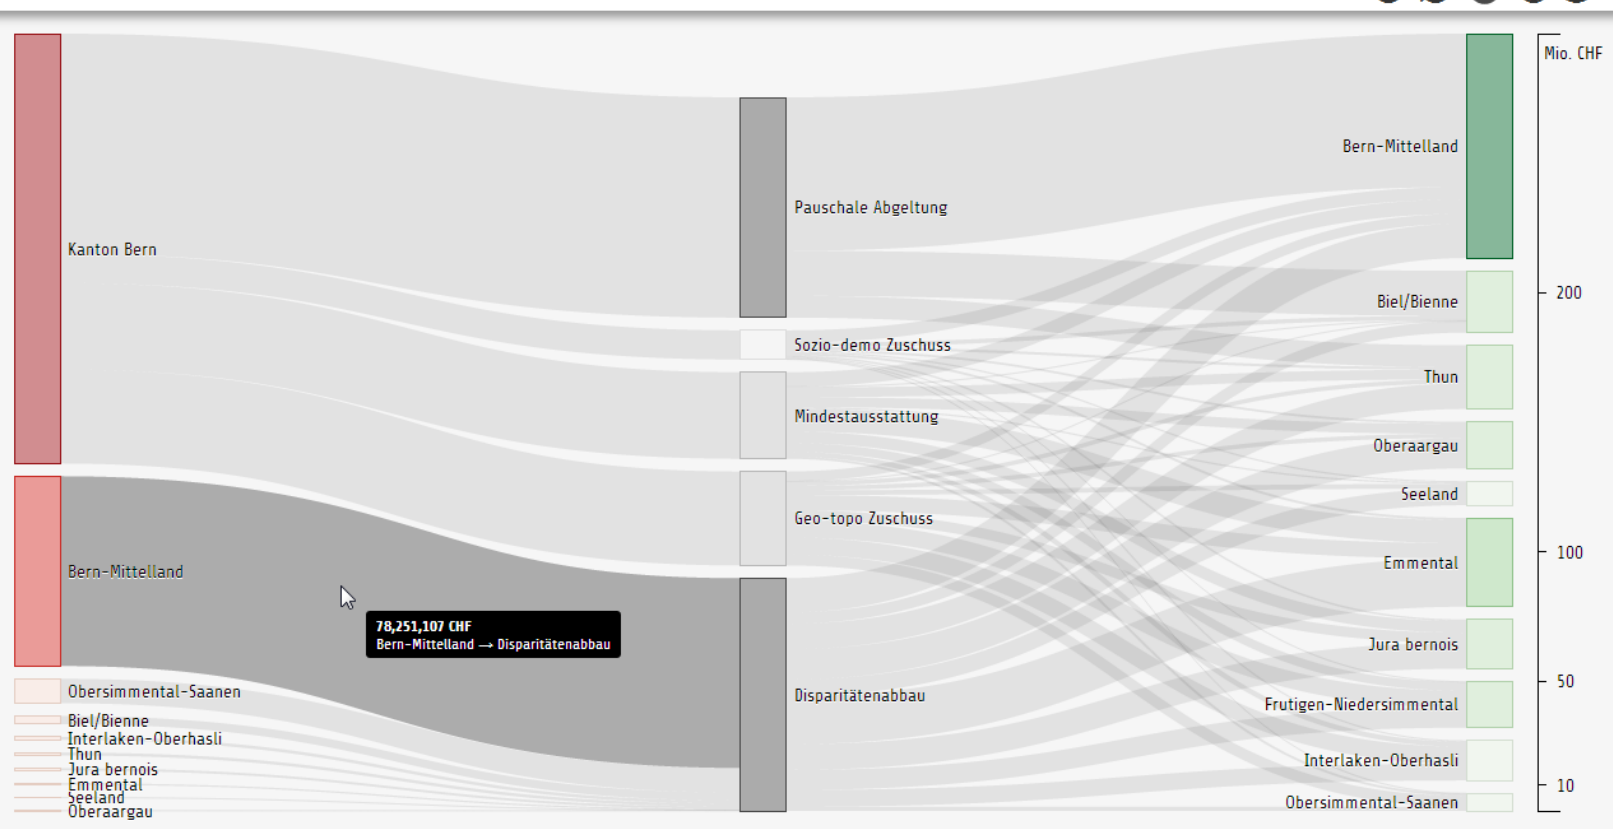 Mio. CHF
200
100
50
10
Kanton Bern
Bern-Mittelland
Obersimmental-Saanen
Biel/Bienne
Interlaken-Oberhasli
Thun
Jura bernois
Emmental
Seeland
Oberaargau
78,251,107 CHF
Bern-Mittelland → Disparitätenabbau
Pauschale Abgeltung
Sozio-demo Zuschuss
Mindestausstattung
Geo-topo Zuschuss
Disparitätenabbau
Bern-Mittelland
Biel/Bienne
Thun
Oberaargau
Seeland
Emmental
Jura bernois
Frutigen-Niedersimmental
Interlaken-Oberhasli
Obersimmental-Saanen